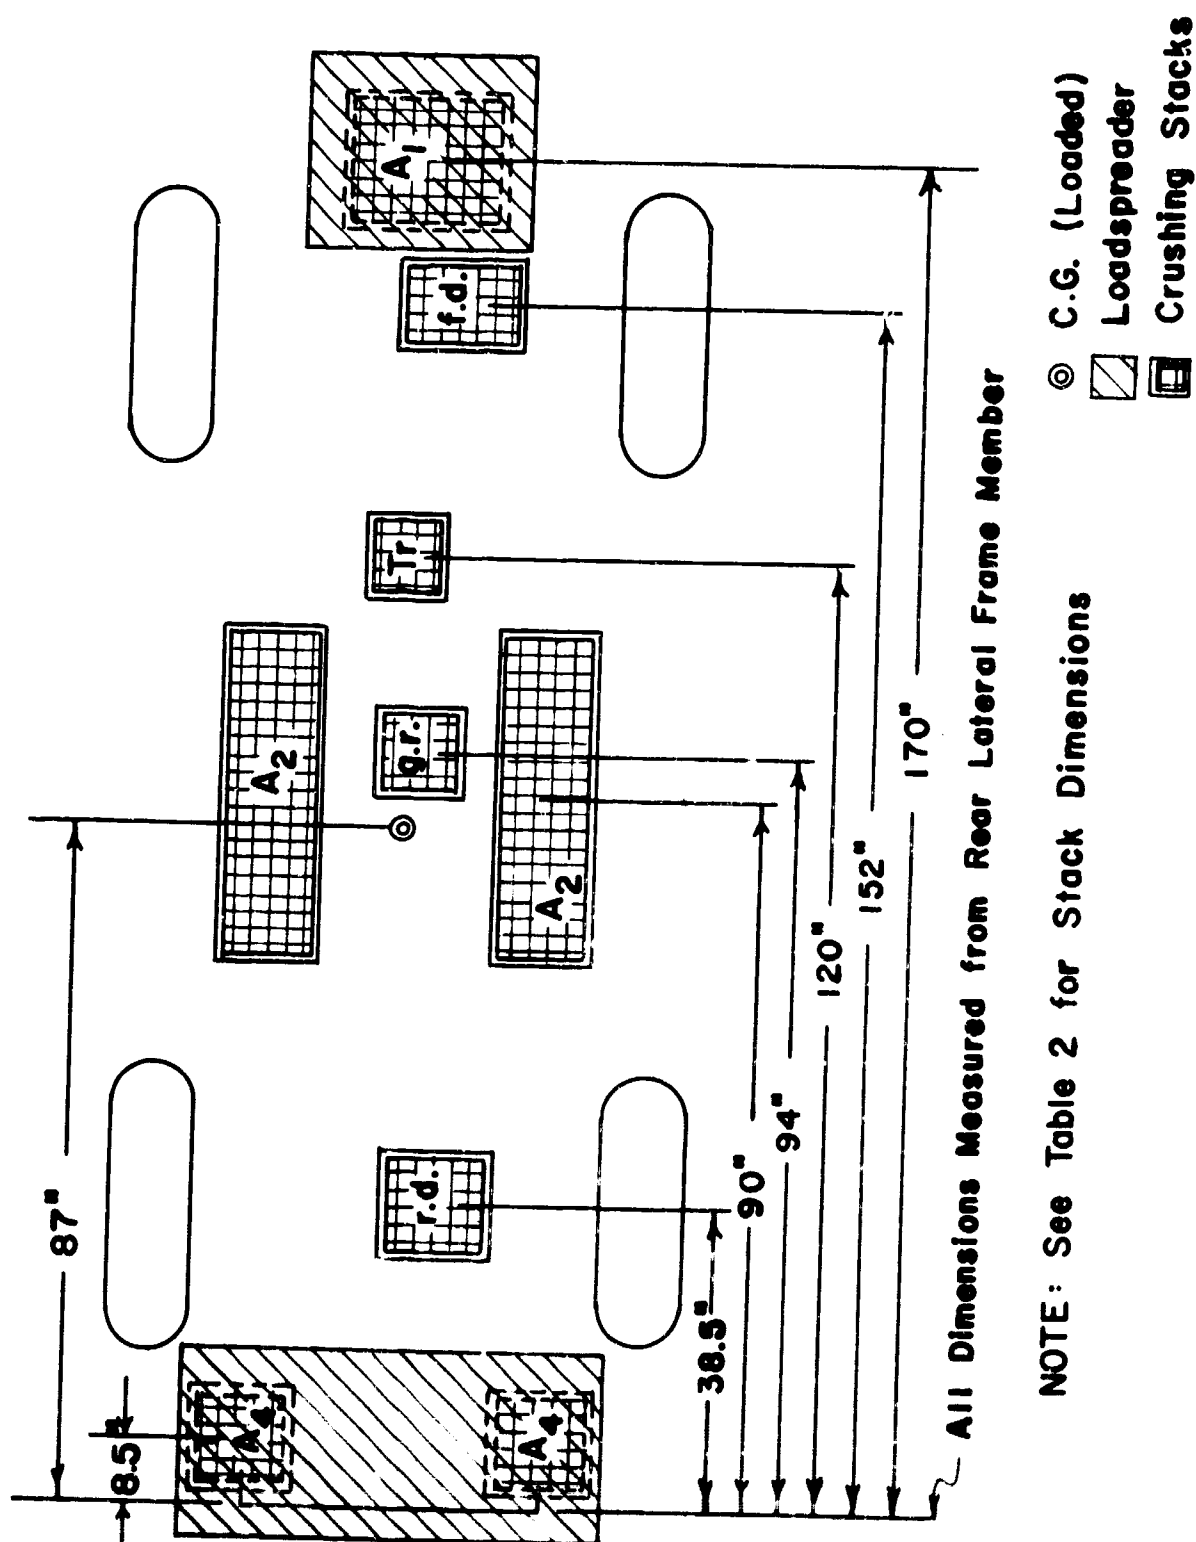 87"
8.5"
A4
A4
r.d.
A2
A2
g.r.
Tr
f.d.
A1
38.5"
90"
94"
120"
152"
170"
All Dimensions Measured from Rear Lateral Frame Member
NOTE: See Table 2 for Stack Dimensions
C.G. (Loaded)
Loadspreader
Crushing Stacks